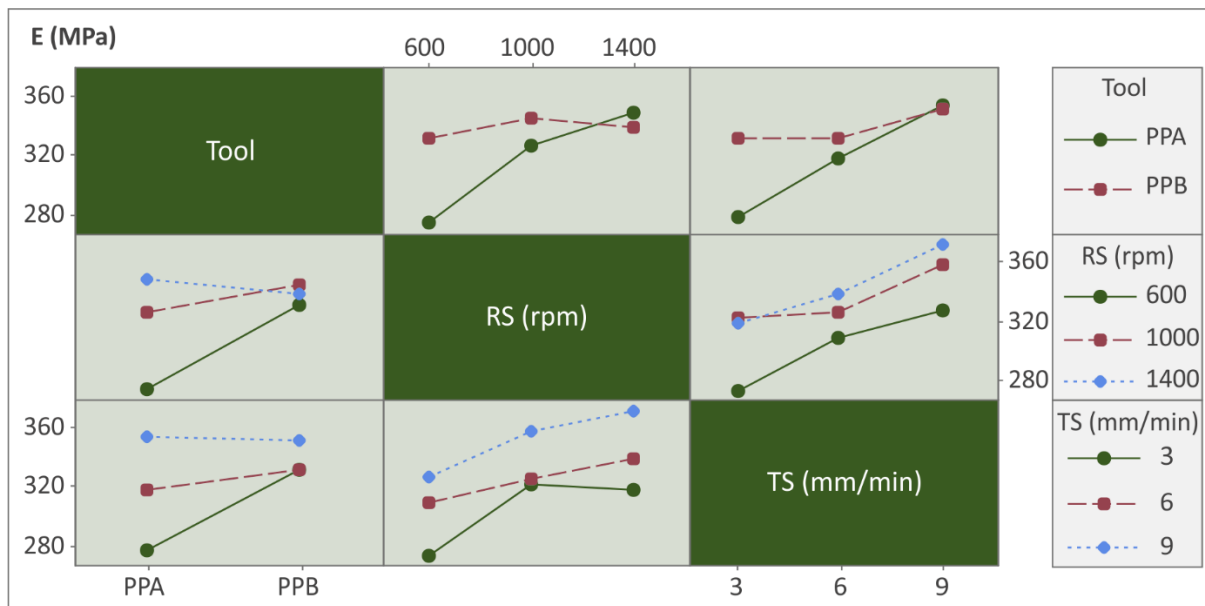 E (MPa)
600 1000 1400
360
320
280
Tool
Tool
PPA
PPB
RS (rpm)
360
320
280
RS (rpm)
600
1000
1400
360
320
280
TS (mm/min)
TS (mm/min)
3
6
9
PPA PPB
3 6 9